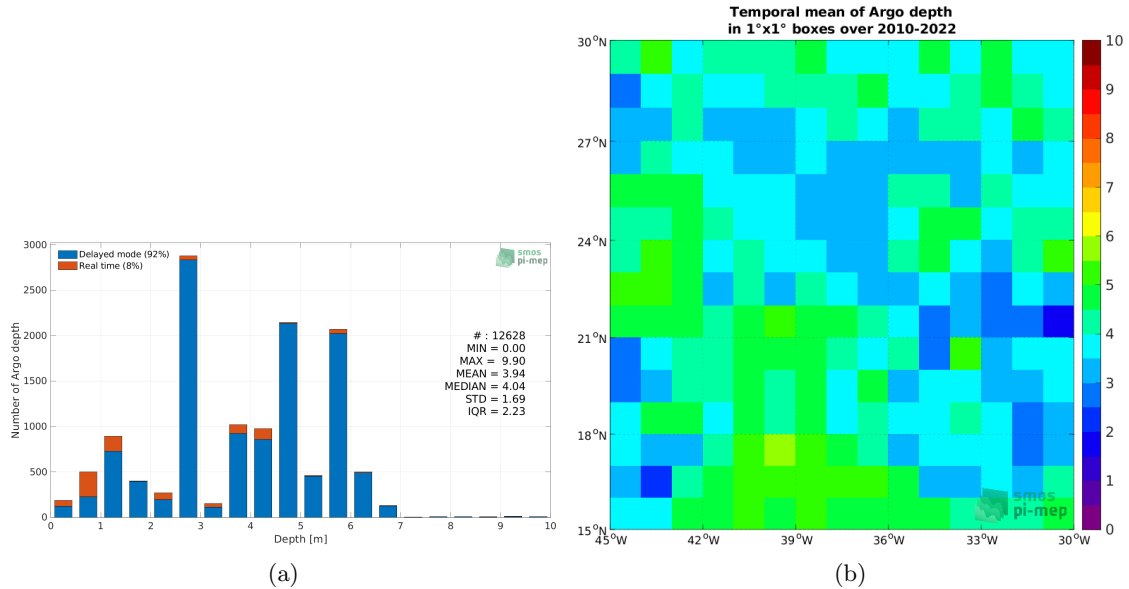 Temporal mean of Argo depth
in 1°x1° boxes over 2010-2022
3000
2500
2000
1500
1000
500
0
Number of Argo depth
Delayed mode (92%)
Real time (8%)
smos
pi-mep
# : 12628
MIN = 0.00
MAX = 9.90
MEAN = 3.94
MEDIAN = 4.04
STD = 1.69
IQR = 2.23
0 1 2 3 4 5 6 7 8 9 10
Depth [m]
(a)
30°N
27°N
24°N
21°N
18°N
15°N
45°W 42°W 39°W 36°W 33°W 30°W
smos
pi-mep
10
9
8
7
6
5
4
3
2
1
0
(b)